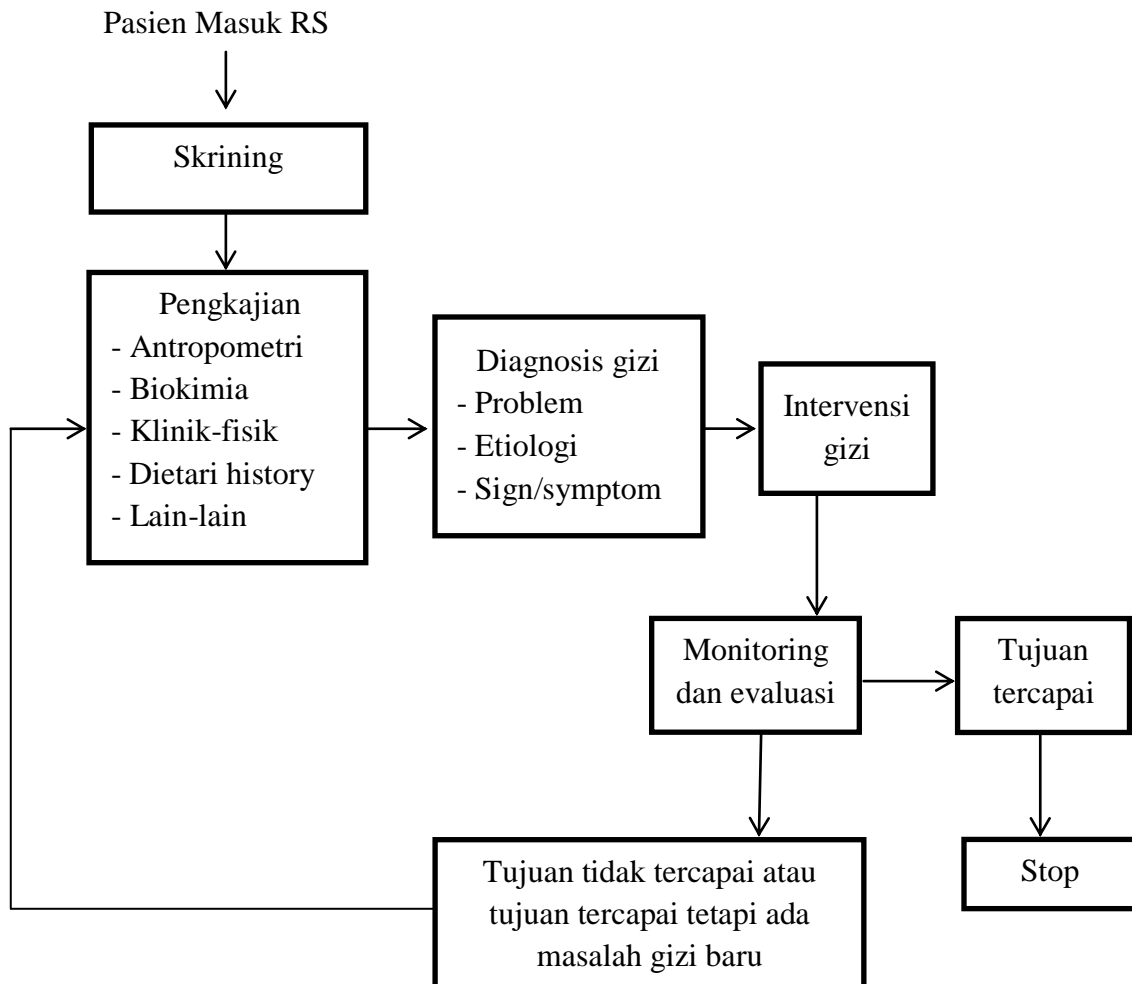 Pasien Masuk RS
Skrining
Pengkajian
- Antropometri
- Biokimia
- Klinik-fisik
- Dietari history
- Lain-lain
Diagnosis gizi
- Problem
- Etiologi
- Sign/symptom
Intervensi
gizi
Monitoring
dan evaluasi
Tujuan
tercapai
Stop
Tujuan tidak tercapai atau
tujuan tercapai tetapi ada
masalah gizi baru